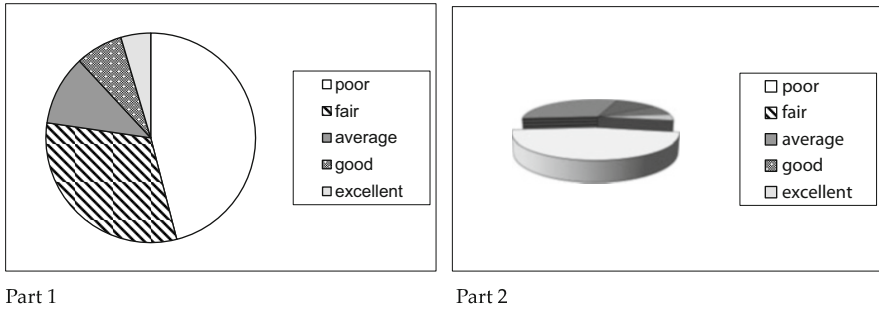 poor
fair
average
good
excellent
poor
fair
average
good
excellent
Part 1
Part 2